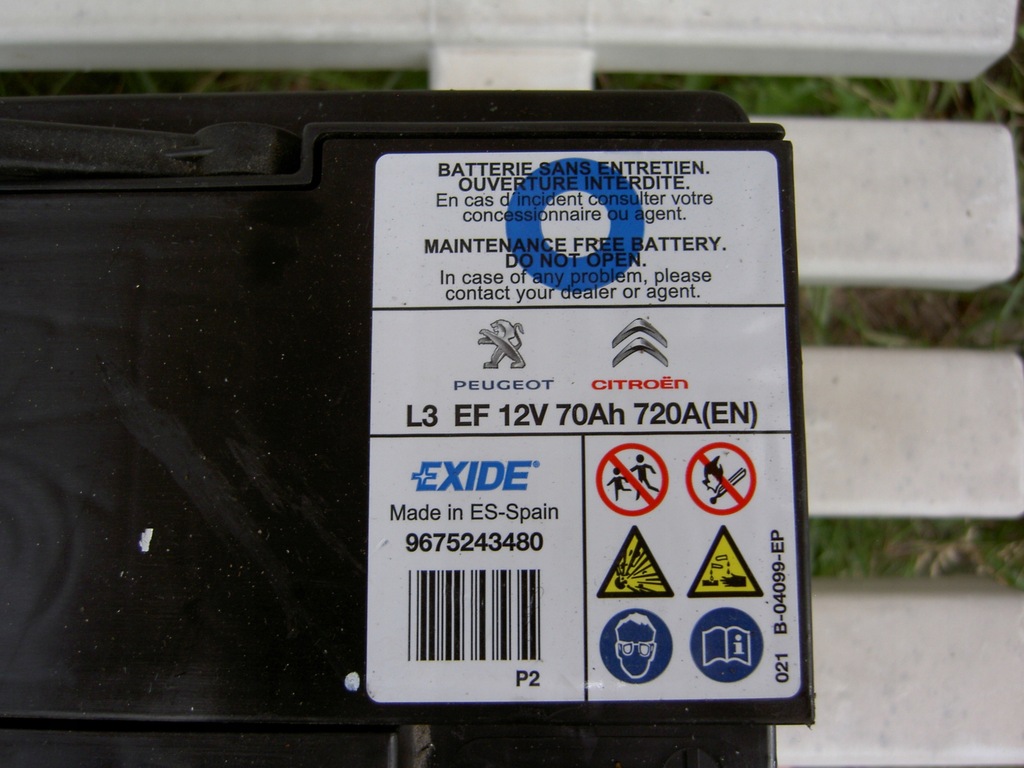 BATTERIE SANS ENTRETIEN.
OUVERTURE INTERDITE.
En cas d'incident consulter votre
concessionnaire ou agent.
MAINTENANCE FREE BATTERY.
DO NOT OPEN.
In case of any problem, please
contact your dealer or agent.
PEUGEOT CITROËN
L3 EF 12V 70Ah 720A(EN)
EXIDE®
Made in ES-Spain
9675243480
P2
021 B-04099-EP